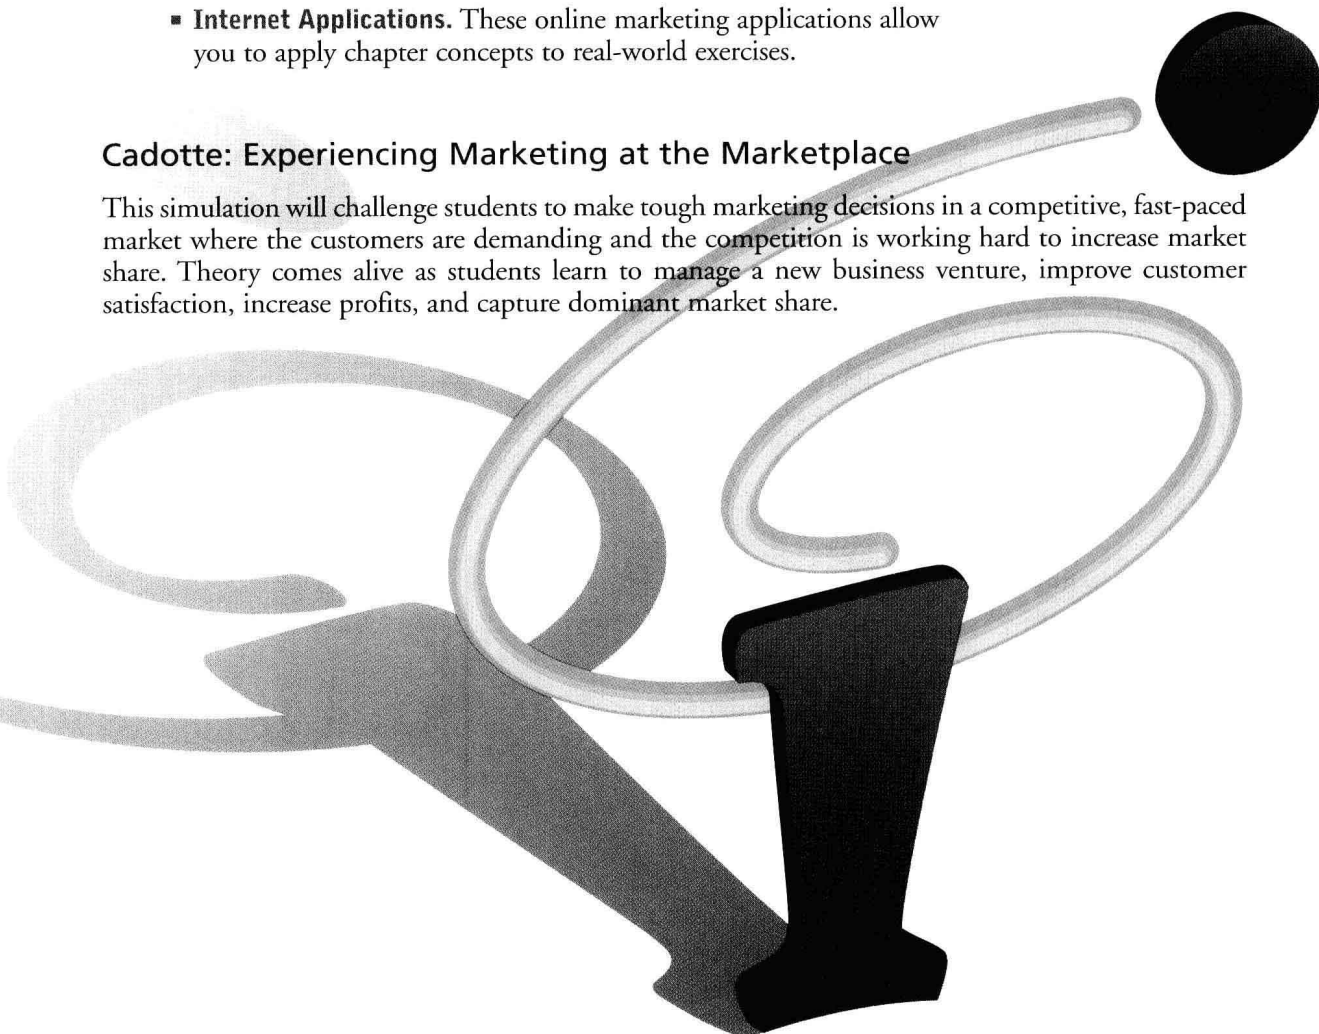 ▪ Internet Applications. These online marketing applications allow
you to apply chapter concepts to real-world exercises.
Cadotte: Experiencing Marketing at the Marketplace
This simulation will challenge students to make tough marketing decisions in a competitive, fast-paced
market where the customers are demanding and the competition is working hard to increase market
share. Theory comes alive as students learn to manage a new business venture, improve customer
satisfaction, increase profits, and capture dominant market share.